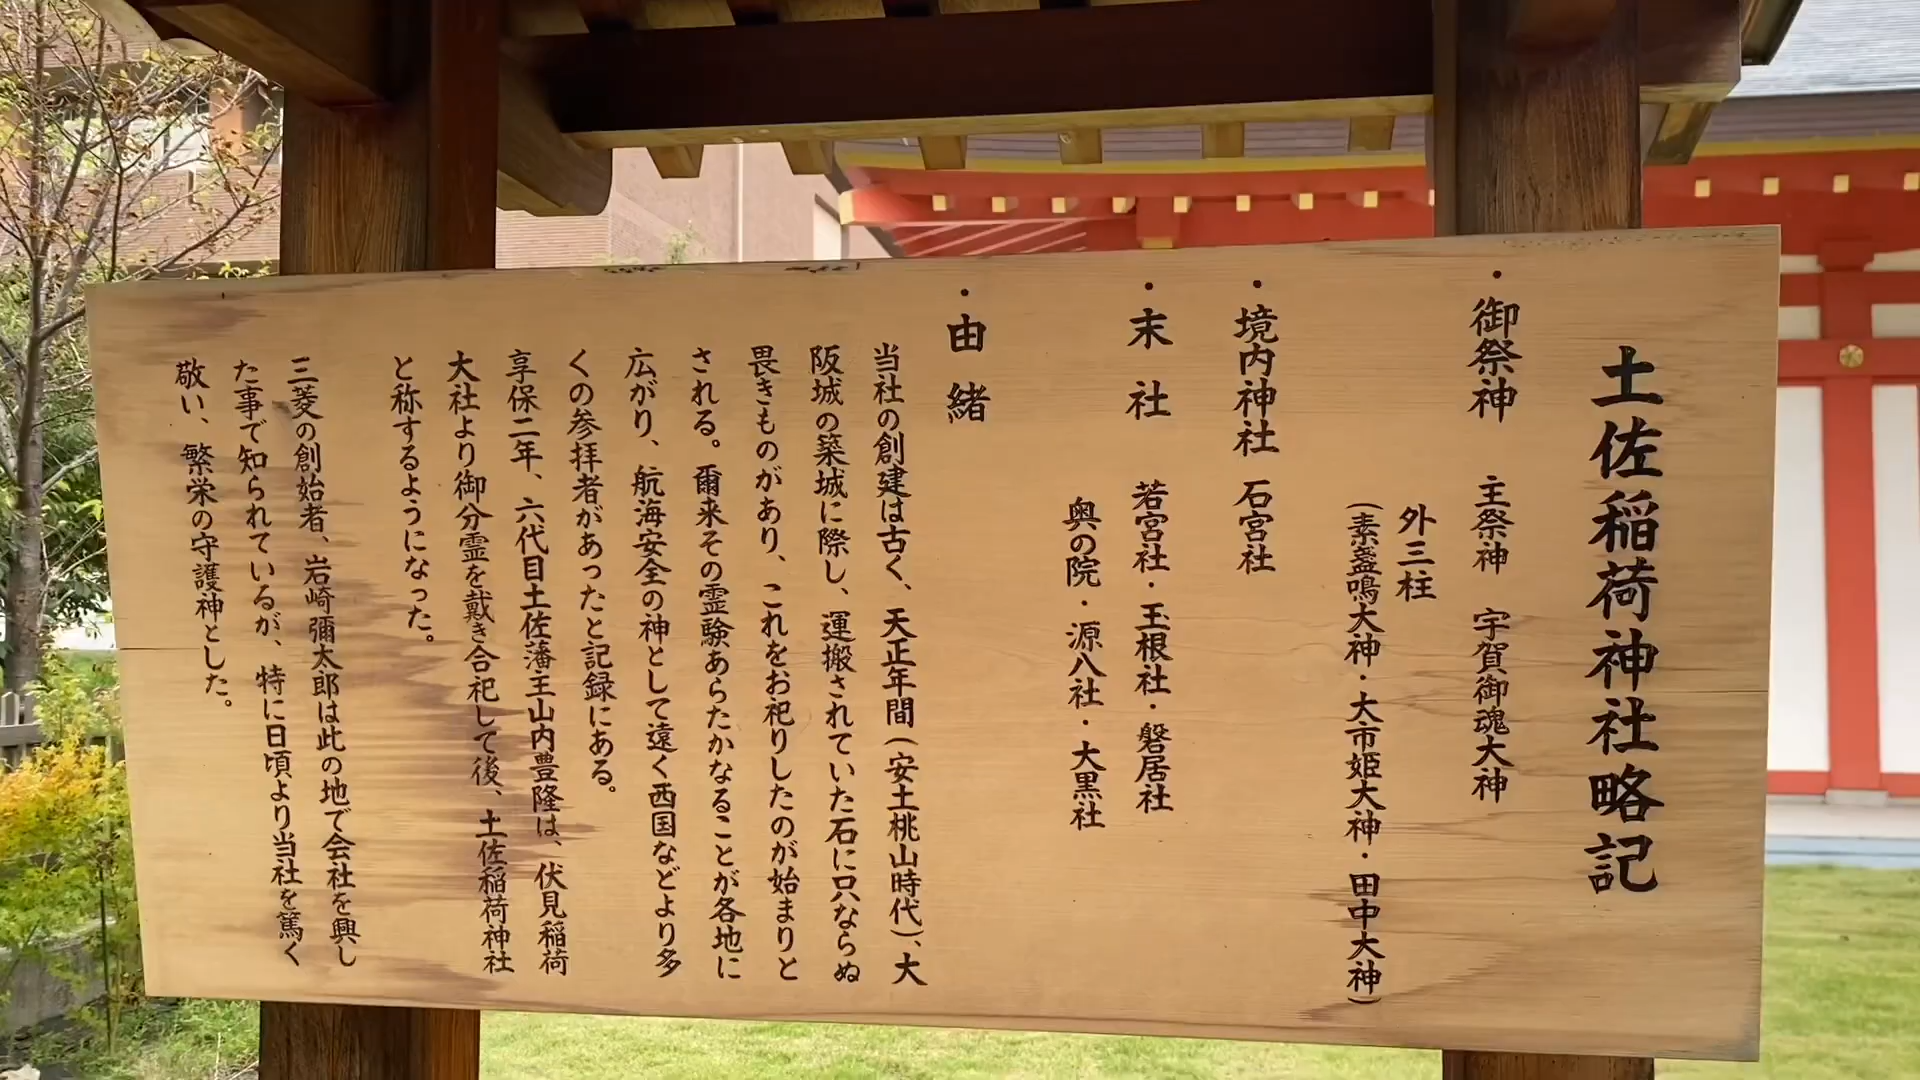 土佐稲荷神社略記
・御祭神 主祭神 宇賀御魂大神
外三柱
(素盞鳴大神・大市姫大神・田中大神)
・境内神社 石宮社
・末社 若宮社・玉根社・磐居社
奥の院・源八社・大黒社
・由緒
当社の創建は古く、天正年間(安土桃山時代)、大
阪城の築城に際し、運搬されていた石に只ならぬ
畏きものがあり、これをお祀りしたのが始まりと
される。爾来その霊験あらたかなることが各地に
広がり、航海安全の神として遠く西国などより多
くの参拝者があったと記録にある。
享保二年、六代目土佐藩主山内豊隆は、伏見稲荷
大社より御分霊を戴き合祀して後、土佐稲荷神社
と称するようになった。
三菱の創始者、岩崎彌太郎は此の地で会社を興し
た事で知られているが、特に日頃より当社を篤く
敬い、繁栄の守護神とした。